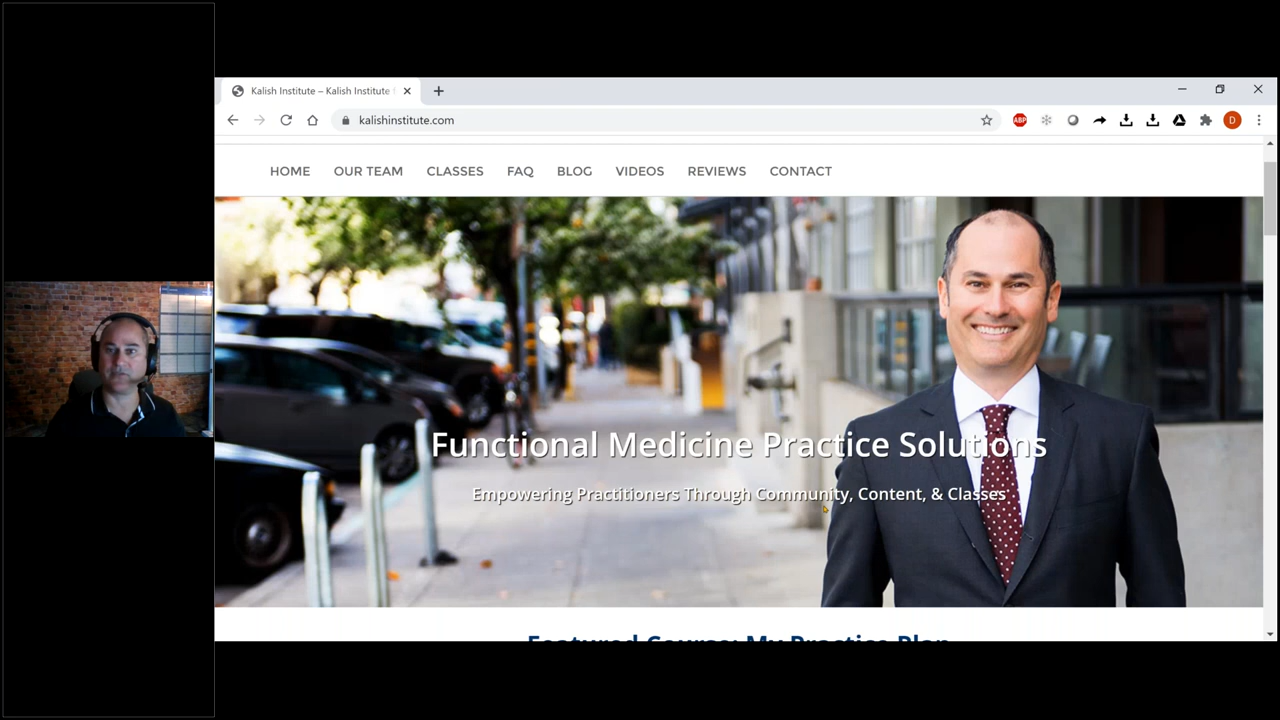 Kalish Institute – Kalish Institute f
kalishinstitute.com
ABP
D
HOME OUR TEAM CLASSES FAQ BLOG VIDEOS REVIEWS CONTACT
Functional Medicine Practice Solutions
Empowering Practitioners Through Community, Content, & Classes
Featured Course: My Practice Plan